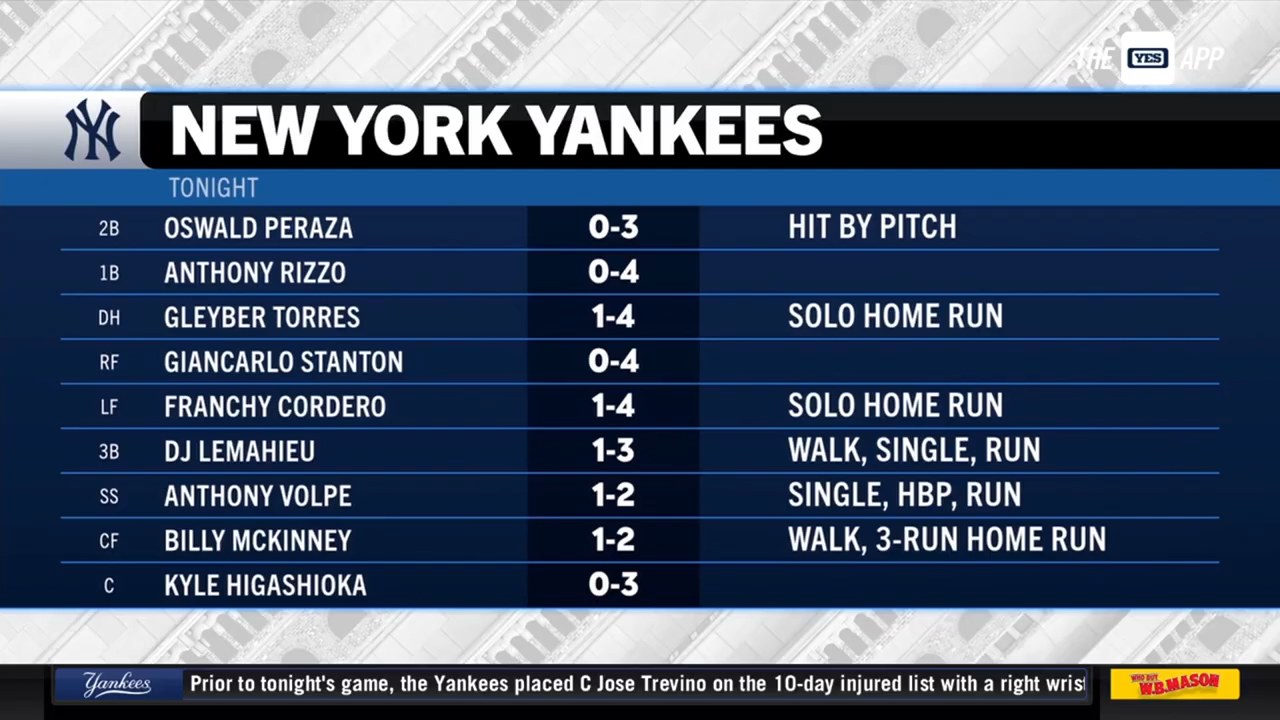 THE YES APP
NY NEW YORK YANKEES
TONIGHT
2B OSWALD PERAZA 0-3 HIT BY PITCH
1B ANTHONY RIZZO 0-4
DH GLEYBER TORRES 1-4 SOLO HOME RUN
RF GIANCARLO STANTON 0-4
LF FRANCHY CORDERO 1-4 SOLO HOME RUN
3B DJ LEMAHIEU 1-3 WALK, SINGLE, RUN
SS ANTHONY VOLPE 1-2 SINGLE, HBP, RUN
CF BILLY MCKINNEY 1-2 WALK, 3-RUN HOME RUN
C KYLE HIGASHIOKA 0-3
Yankees Prior to tonight's game, the Yankees placed C Jose Trevino on the 10-day injured list with a right wris
WHO BUT
W.B. MASON